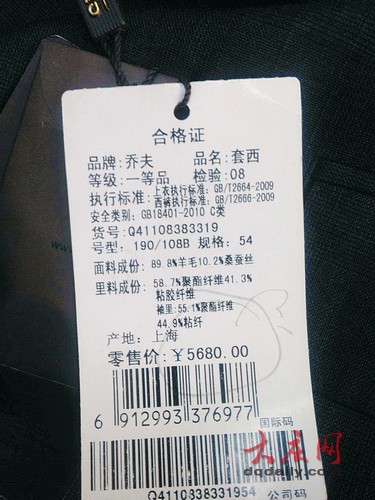 合格证
品牌:乔夫 品名:套西
等级:一等品 检验:08
执行标准:上衣执行标准:GB/T2664-2009
西裤执行标准:GB/T2666-2009
安全类别:GB18401-2010 C类
货号:Q41108383319
号型:190/108B 规格:54
面料成份:89.8%羊毛10.2%桑蚕丝
里料成份:58.7%聚酯纤维41.3%
粘胶纤维
袖里:55.1%聚酯纤维
44.9%粘纤
产地:上海
零售价:¥5680.00
6 912993 376977
国际码
大庆网
dqdaily.com
Q4110838331954 公司码